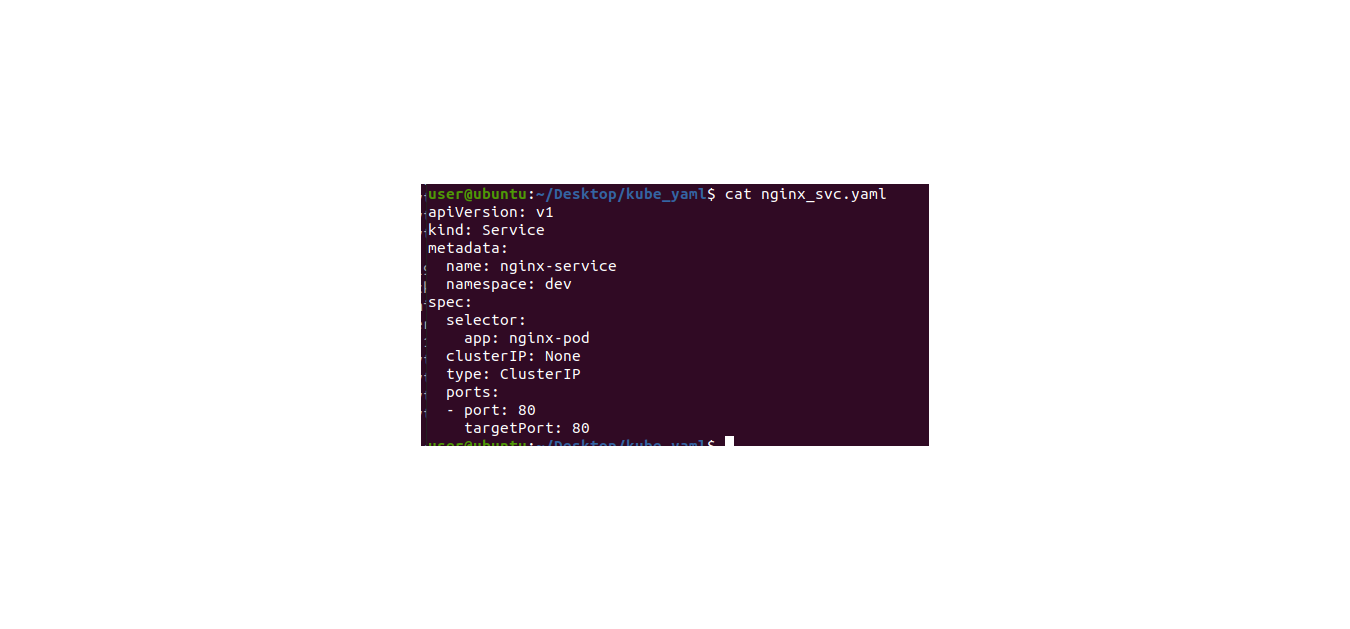 user@ubuntu:~/Desktop/kube_yaml$ cat nginx_svc.yaml
apiVersion: v1
kind: Service
metadata:
  name: nginx-service
  namespace: dev
spec:
  selector:
    app: nginx-pod
  clusterIP: None
  type: ClusterIP
  ports:
  - port: 80
    targetPort: 80
user@ubuntu:~/Desktop/kube_yaml$